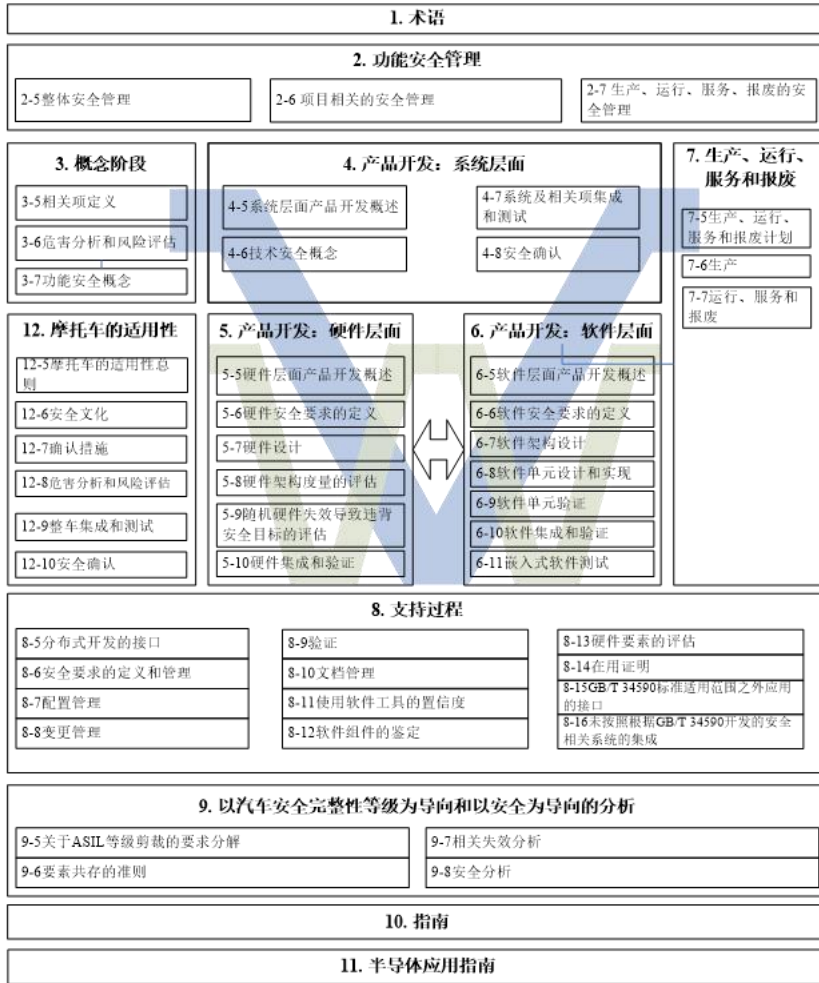 1. 术语
2. 功能安全管理
2-5整体安全管理
2-6 项目相关的安全管理
2-7 生产、运行、服务、报废的安
全管理
3. 概念阶段
3-5相关项定义
3-6危害分析和风险评估
3-7功能安全概念
4. 产品开发：系统层面
4-5系统层面产品开发概述
4-6技术安全概念
4-7系统及相关项集成
和测试
4-8安全确认
7. 生产、运行、
服务和报废
7-5生产、运行、
服务和报废计划
7-6生产
7-7运行、服务和
报废
12. 摩托车的适用性
12-5摩托车的适用性总
则
12-6安全文化
12-7确认措施
12-8危害分析和风险评估
12-9整车集成和测试
12-10安全确认
5. 产品开发：硬件层面
5-5硬件层面产品开发概述
5-6硬件安全要求的定义
5-7硬件设计
5-8硬件架构度量的评估
5-9随机硬件失效导致违背
安全目标的评估
5-10硬件集成和验证
6. 产品开发：软件层面
6-5软件层面产品开发概述
6-6软件安全要求的定义
6-7软件架构设计
6-8软件单元设计和实现
6-9软件单元验证
6-10软件集成和验证
6-11嵌入式软件测试
8. 支持过程
8-5分布式开发的接口
8-6安全要求的定义和管理
8-7配置管理
8-8变更管理
8-9验证
8-10文档管理
8-11使用软件工具的置信度
8-12软件组件的鉴定
8-13硬件要素的评估
8-14在用证明
8-15GB/T 34590标准适用范围之外应用
的接口
8-16未按照根据GB/T 34590开发的安全
相关系统的集成
9. 以汽车安全完整性等级为导向和以安全为导向的分析
9-5关于ASIL等级剪裁的要求分解
9-6要素共存的准则
9-7相关失效分析
9-8安全分析
10. 指南
11. 半导体应用指南